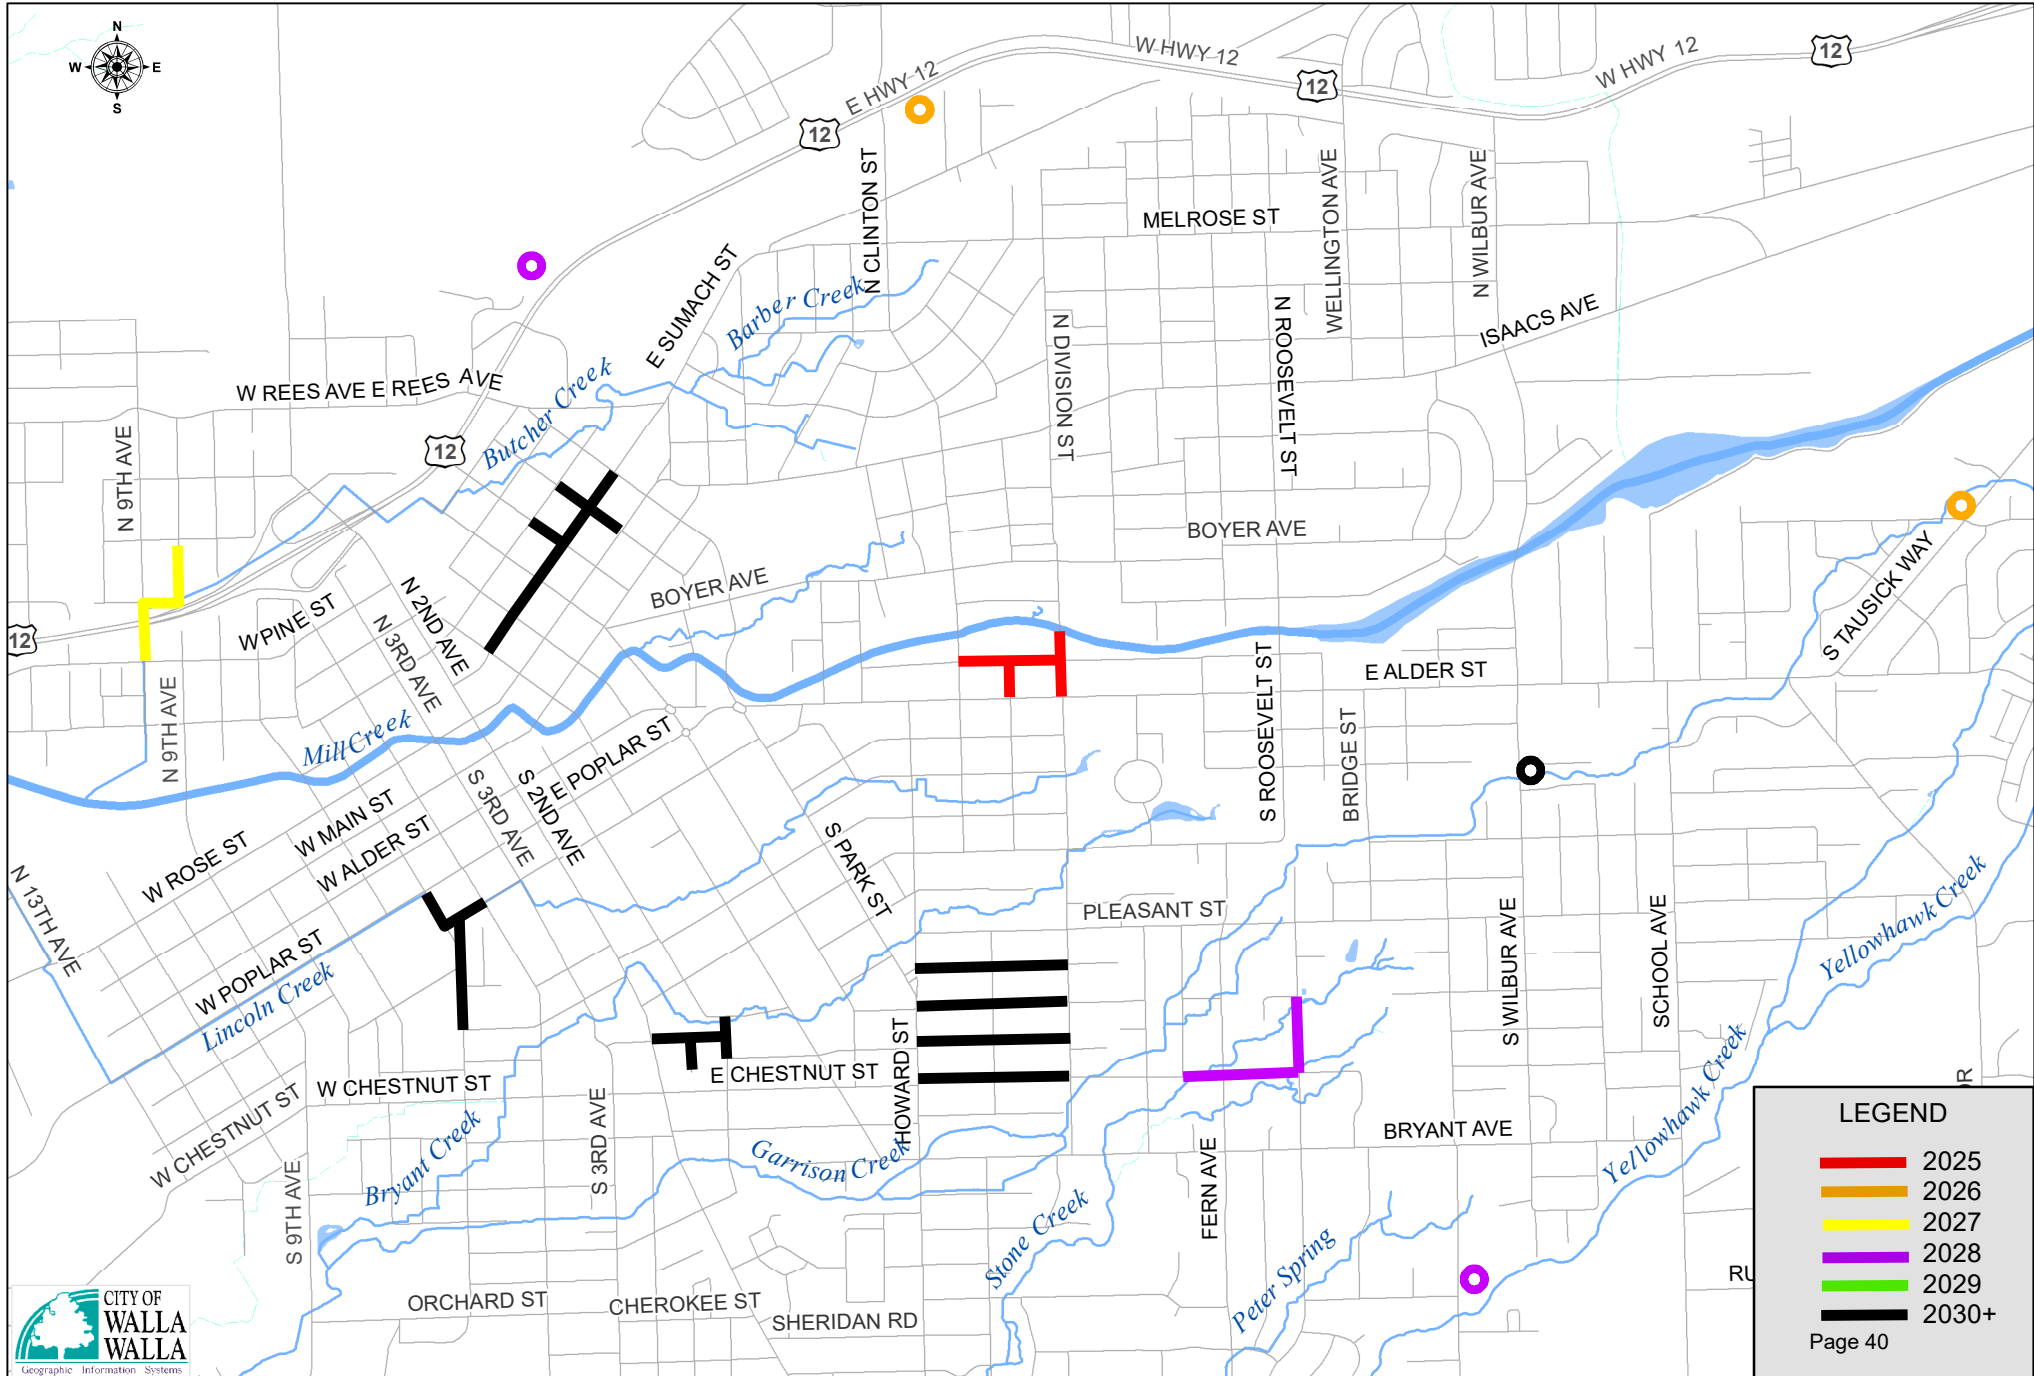 N
W E
S
W HWY 12
12
W HWY 12
12
E HWY 12
12
N CLINTON ST
WELLINGTON AVE
N WILBUR AVE
MELROSE ST
E SUMACH ST
Barber Creek
N DIVISION ST
N ROOSEVELT ST
ISAACS AVE
W REES AVE
E REES AVE
Butcher Creek
12
N 9TH AVE
BOYER AVE
S TAUSICK WAY
BOYER AVE
W PINE ST
N 2ND AVE
N 3RD AVE
12
N 9TH AVE
Mill Creek
E ALDER ST
S ROOSEVELT ST
BRIDGE ST
E POPLAR ST
S 2ND AVE
S 3RD AVE
W MAIN ST
W ALDER ST
W ROSE ST
S PARK ST
N 13TH AVE
PLEASANT ST
S WILBUR AVE
SCHOOL AVE
Yellowhawk Creek
W POPLAR ST
Lincoln Creek
HOWARD ST
E CHESTNUT ST
W CHESTNUT ST
W CHESTNUT ST
S 3RD AVE
Bryant Creek
Garrison Creek
BRYANT AVE
FERN AVE
Yellowhawk Creek
S 9TH AVE
Stone Creek
Peter Spring
ORCHARD ST
CHEROKEE ST
SHERIDAN RD
RU
DR
LEGEND
2025
2026
2027
2028
2029
2030+
Page 40
CITY OF
WALLA
WALLA
Geographic Information Systems